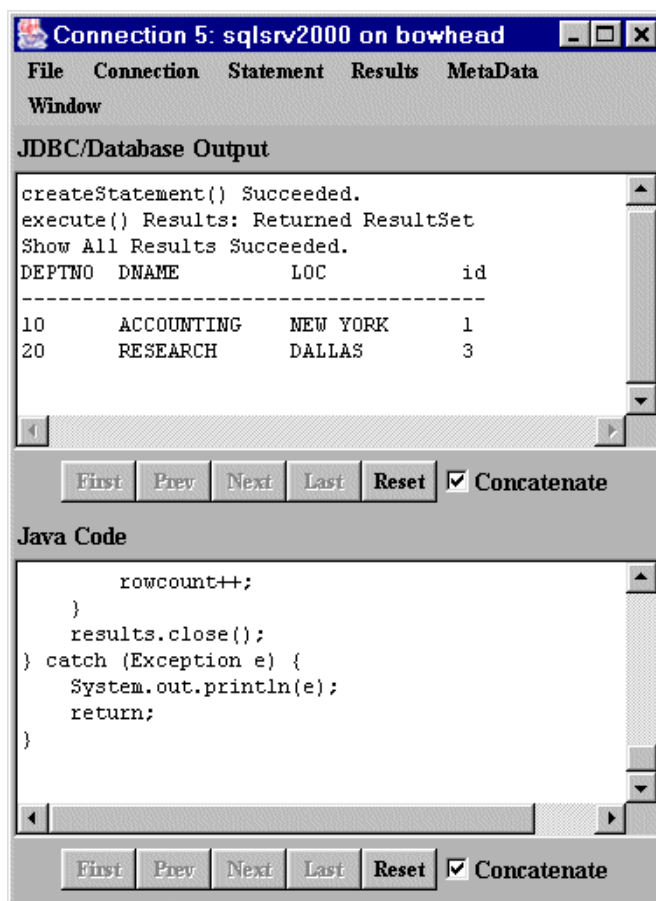 Connection 5: sqlsrv2000 on bowhead
File Connection Statement Results MetaData
Window
JDBC/Database Output
createStatement() Succeeded.
execute() Results: Returned ResultSet
Show All Results Succeeded.
DEPTNO DNAME LOC id
--------------------------------------
10 ACCOUNTING NEW YORK 1
20 RESEARCH DALLAS 3
First Prev Next Last Reset Concatenate
Java Code
rowcount++;
}
results.close();
} catch (Exception e) {
System.out.println(e);
return;
}
First Prev Next Last Reset Concatenate